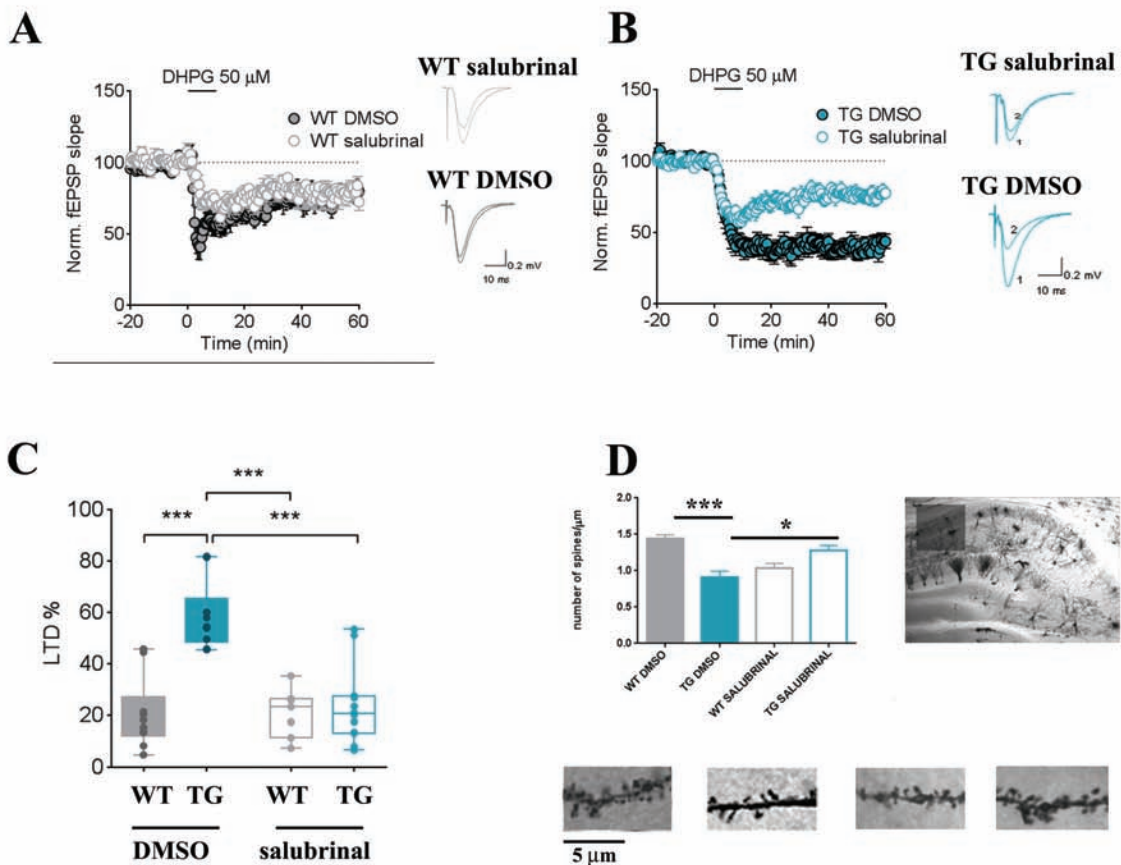 A
DHPG 50 µM
WT DMSO
WT salubrinal
Norm. fEPSP slope
150
100
50
0
-20 0 20 40 60
Time (min)
WT salubrinal
WT DMSO
0.2 mV
10 ms
B
DHPG 50 µM
TG DMSO
TG salubrinal
Norm. fEPSP slope
150
100
50
0
-20 0 20 40 60
Time (min)
TG salubrinal
2
1
TG DMSO
2
1
0.2 mV
10 ms
C
***
*** ***
LTD %
100
80
60
40
20
0
WT TG WT TG
DMSO salubrinal
D
*** *
number of spines/µm
2.0
1.5
1.0
0.5
0.0
WT DMSO
TG DMSO
WT SALUBRINAL
TG SALUBRINAL
5 µm